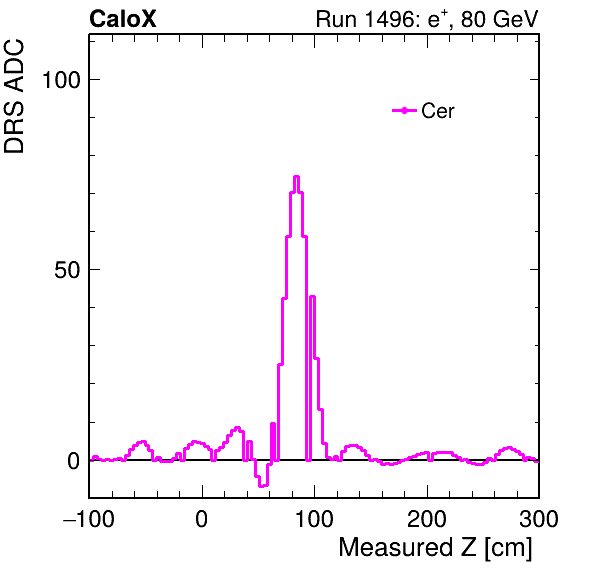 CaloX Run 1496: e⁺, 80 GeV
DRS ADC
100
Cer
50
0
−100 0 100 200 300
Measured Z [cm]